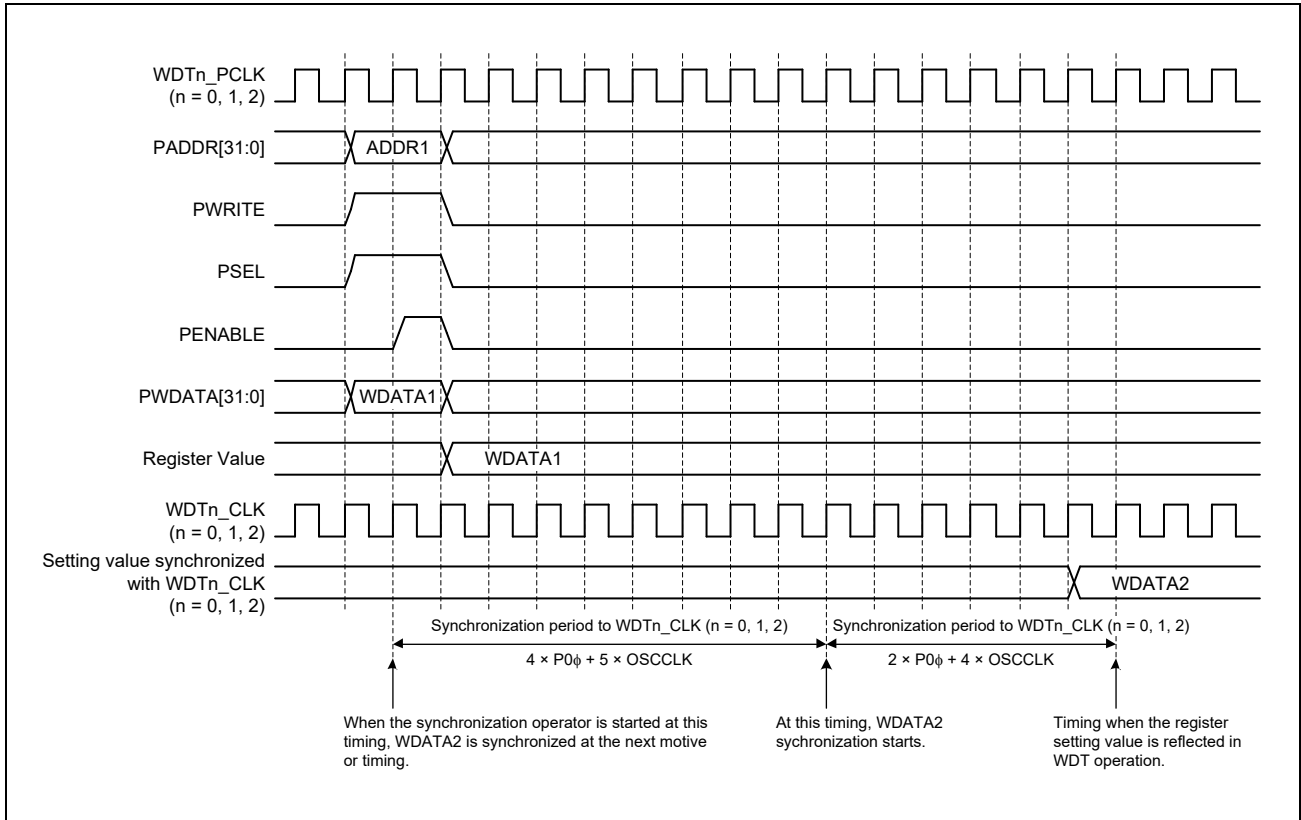 WDTn_PCLK
(n = 0, 1, 2)
PADDR[31:0]
ADDR1
PWRITE
PSEL
PENABLE
PWDATA[31:0]
WDATA1
Register Value
WDATA1
WDTn_CLK
(n = 0, 1, 2)
Setting value synchronized
with WDTn_CLK
(n = 0, 1, 2)
WDATA2
Synchronization period to WDTn_CLK (n = 0, 1, 2)
4 × P0ϕ + 5 × OSCCLK
Synchronization period to WDTn_CLK (n = 0, 1, 2)
2 × P0ϕ + 4 × OSCCLK
When the synchronization operator is started at this
timing, WDATA2 is synchronized at the next motive
or timing.
At this timing, WDATA2
sychronization starts.
Timing when the register
setting value is reflected in
WDT operation.